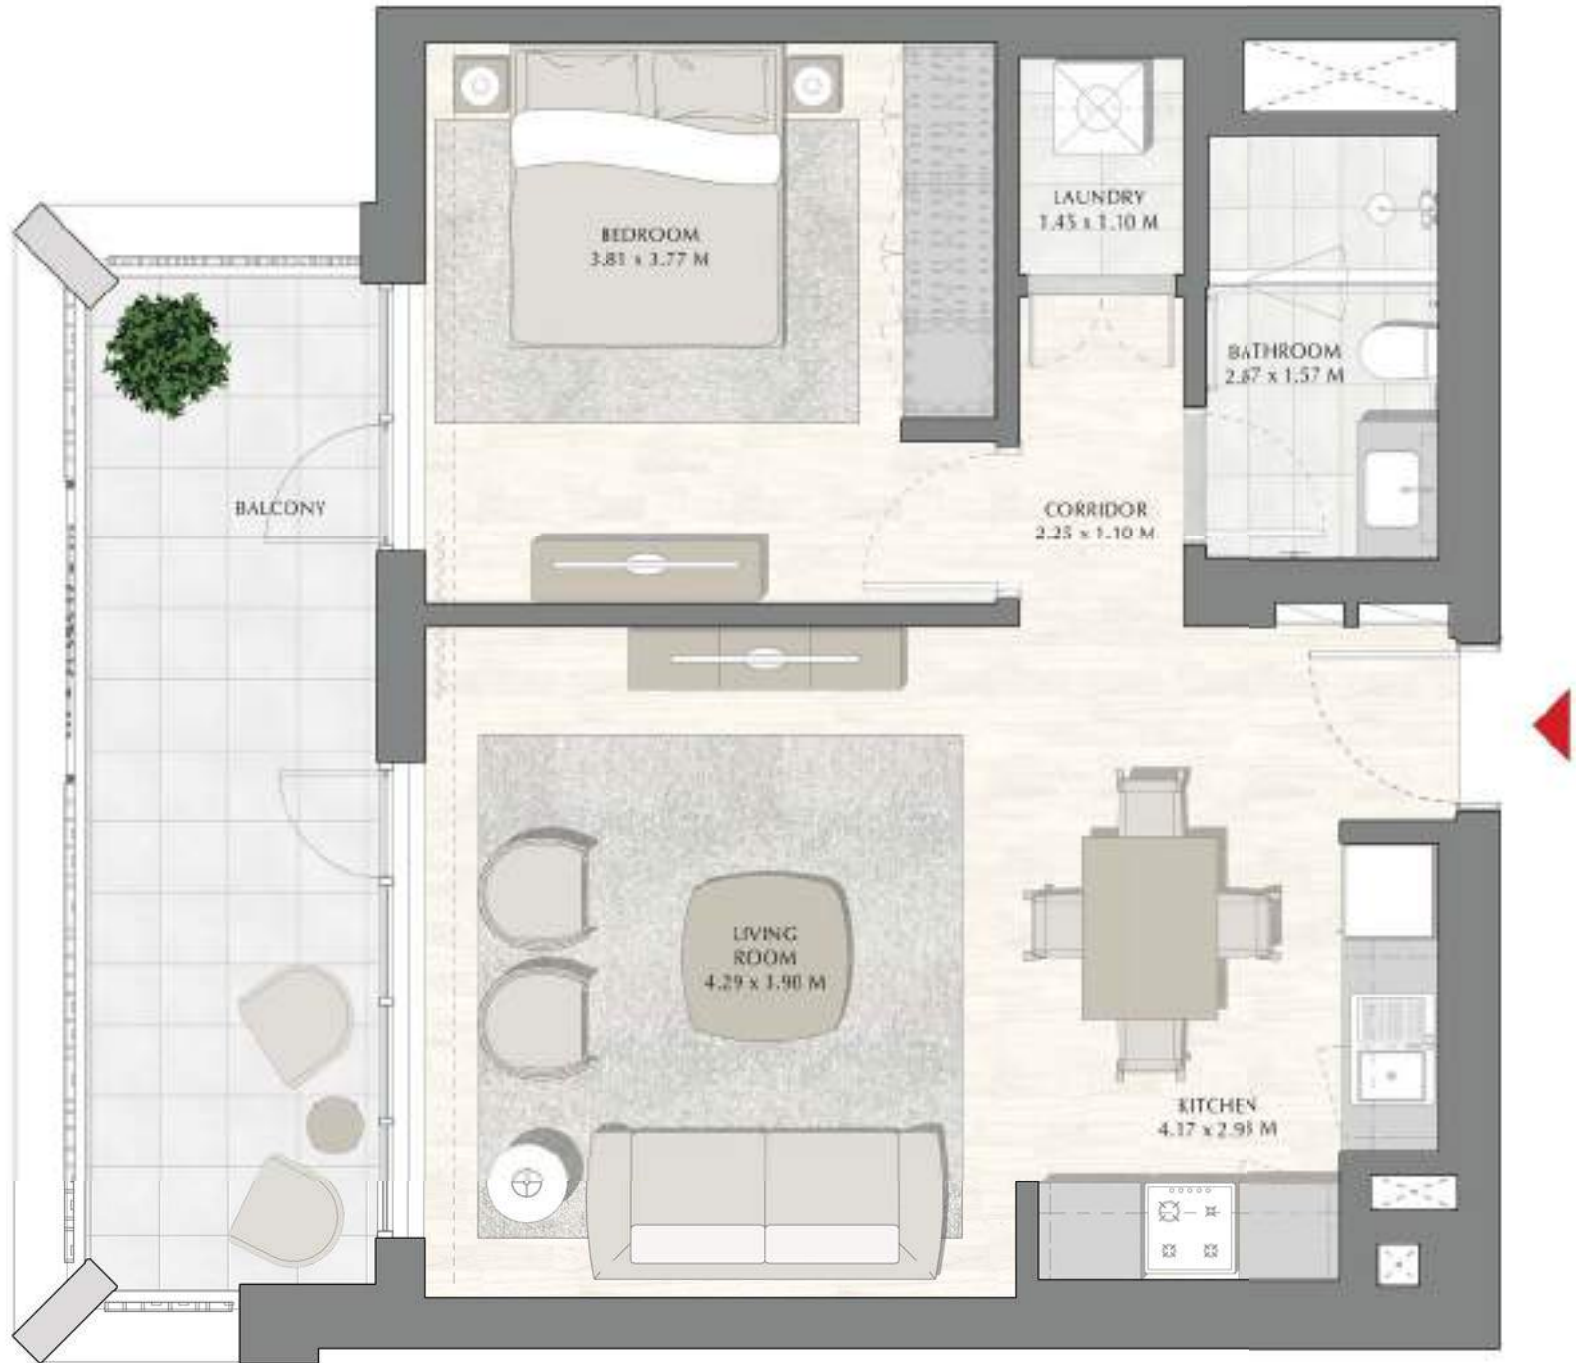 LAUNDRY
1.45 x 1.10 M
BEDROOM
3.81 x 3.77 M
BATHROOM
2.67 x 1.57 M
BALCONY
CORRIDOR
2.25 x 1.10 M
LIVING
ROOM
4.29 x 3.90 M
KITCHEN
4.17 x 2.93 M